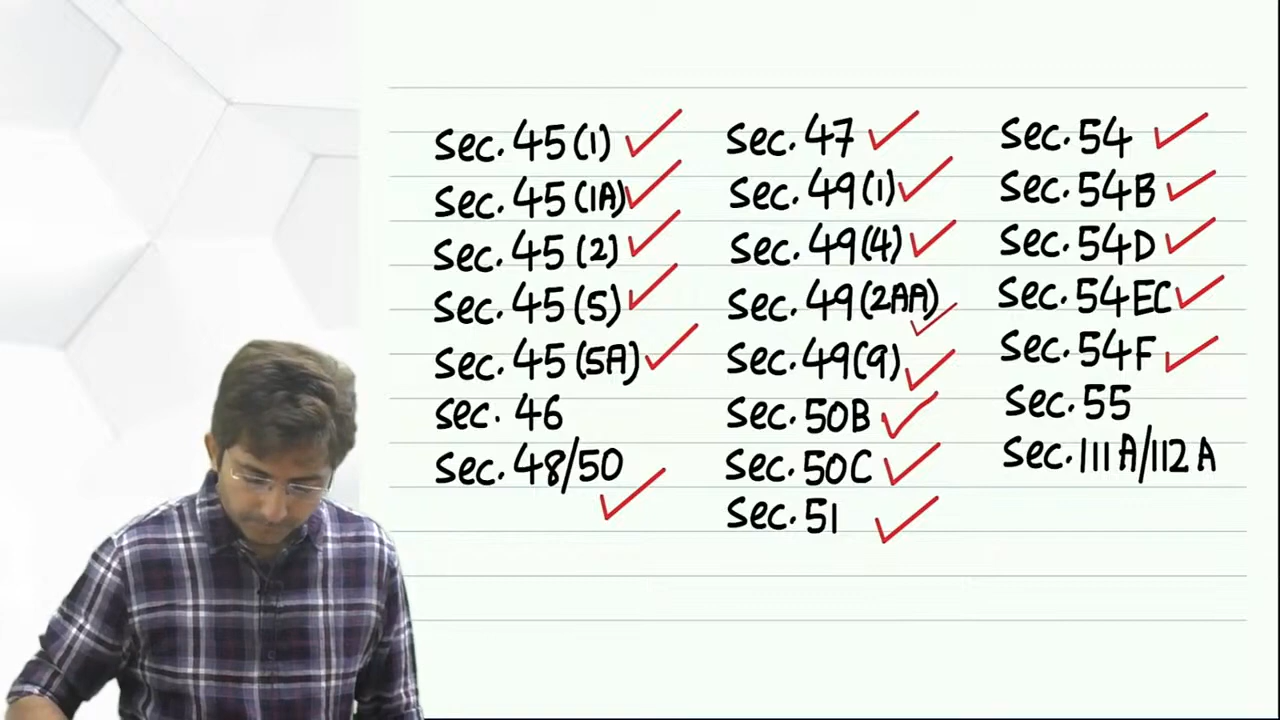 Sec. 45(1)
Sec. 45(1A)
Sec. 45(2)
Sec. 45(5)
Sec. 45(5A)
Sec. 46
Sec. 48/50
Sec. 47
Sec. 49(1)
Sec. 49(4)
Sec. 49(2AA)
Sec. 49(9)
Sec. 50B
Sec. 50C
Sec. 51
Sec. 54
Sec. 54B
Sec. 54D
Sec. 54EC
Sec. 54F
Sec. 55
Sec. 111A/112A